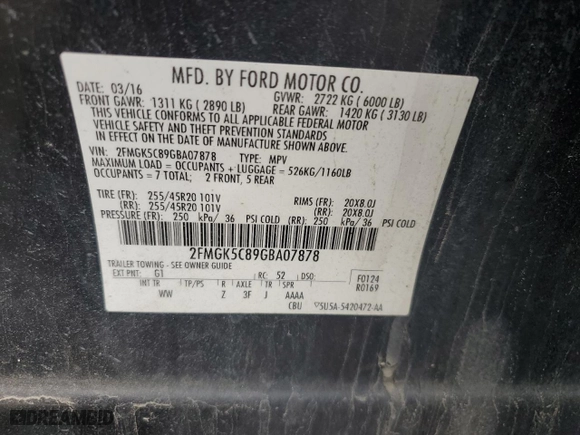 MFD. BY FORD MOTOR CO.
DATE: 03/16 GVWR: 2722 KG ( 6000 LB)
FRONT GAWR: 1311 KG ( 2890 LB) REAR GAWR: 1420 KG ( 3130 LB)
THIS VEHICLE CONFORMS TO ALL APPLICABLE FEDERAL MOTOR
VEHICLE SAFETY AND THEFT PREVENTION STANDARDS
IN EFFECT ON THE DATE OF MANUFACTURE SHOWN ABOVE.
VIN: 2FMGK5C89GBA07878 TYPE: MPV
MAXIMUM LOAD = OCCUPANTS + LUGGAGE = 526KG/1160LB
OCCUPANTS = 7 TOTAL, 2 FRONT, 5 REAR
TIRE (FR): 255/45R20 101V RIMS (FR): 20X8.0J
(RR): 255/45R20 101V (RR): 20X8.0J
PRESSURE (FR) 250 kPa/ 36 PSI COLD (RR) 250 kPa/ 36 PSI COLD
2FMGK5C89GBA07878
TRAILER TOWING - SEE OWNER GUIDE
EXT PNT: G1 RC: 52 DSO: F0124
R0169
INT TR TP/PS R AXLE TR SPR
WW Z 3F J AAAA
CBU 5U5A-5420472-AA
DREAMBID